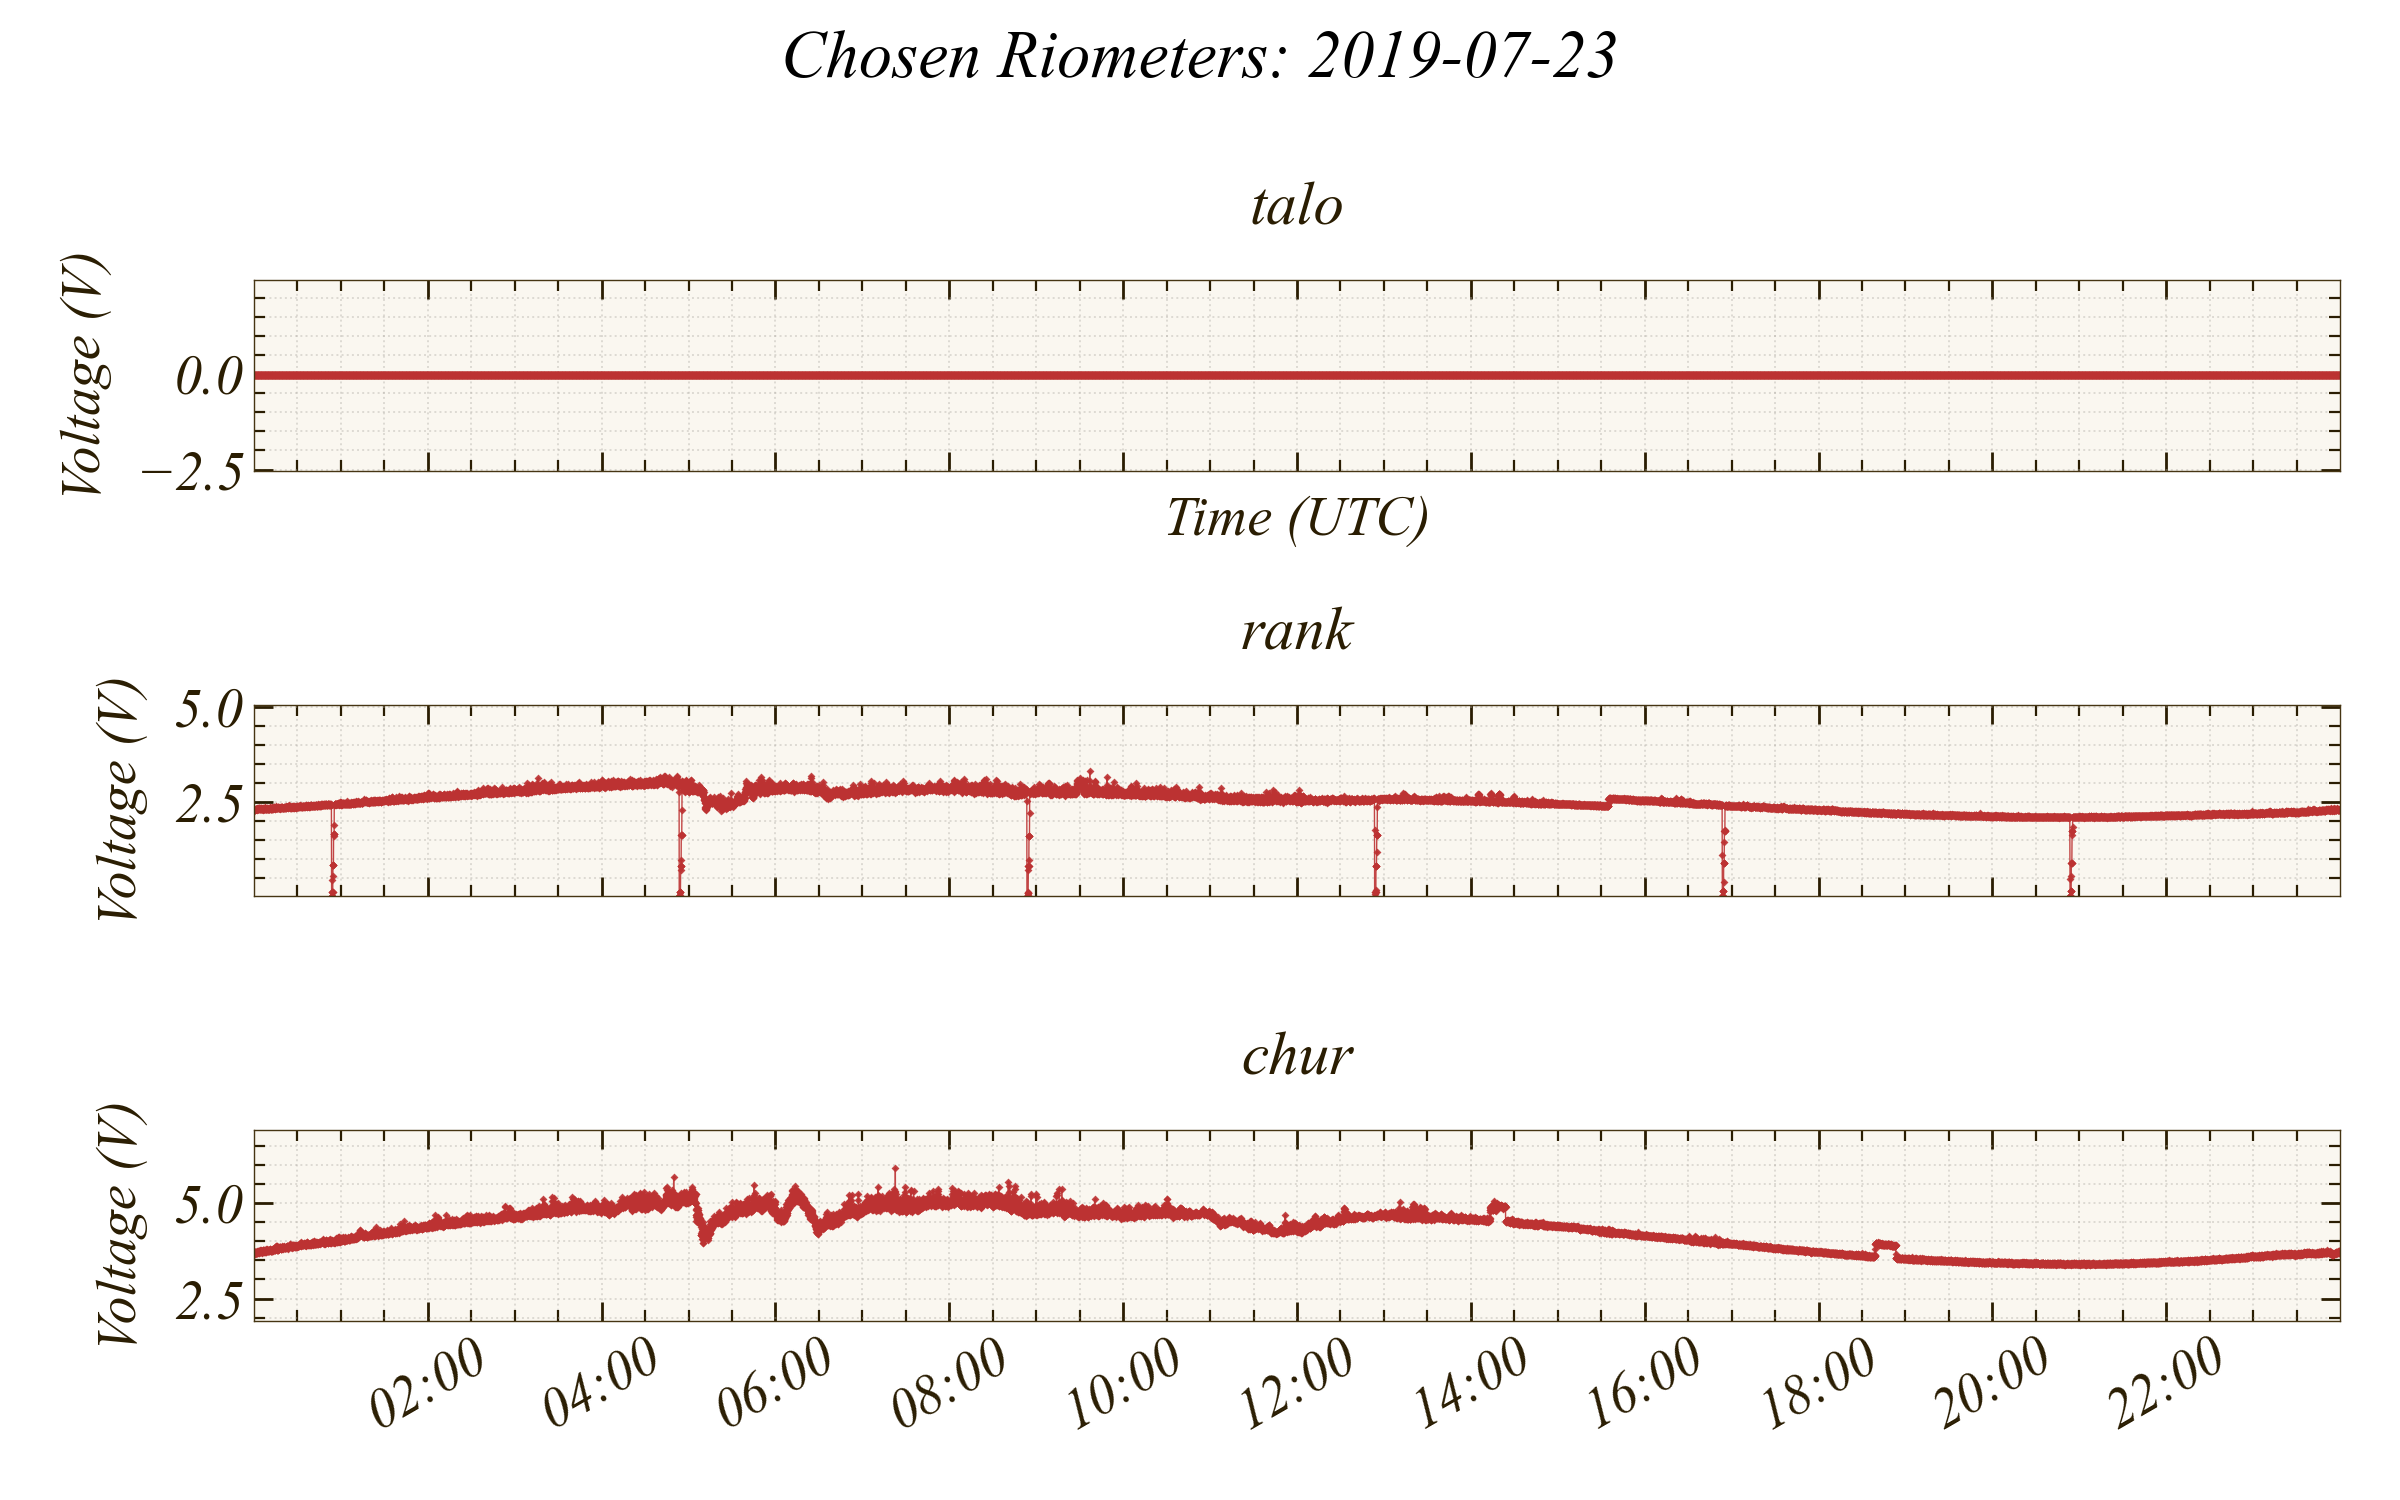 Chosen Riometers: 2019-07-23
talo
Voltage (V)
0.0
−2.5
Time (UTC)
rank
Voltage (V)
5.0
2.5
chur
Voltage (V)
5.0
2.5
02:00 04:00 06:00 08:00 10:00 12:00 14:00 16:00 18:00 20:00 22:00